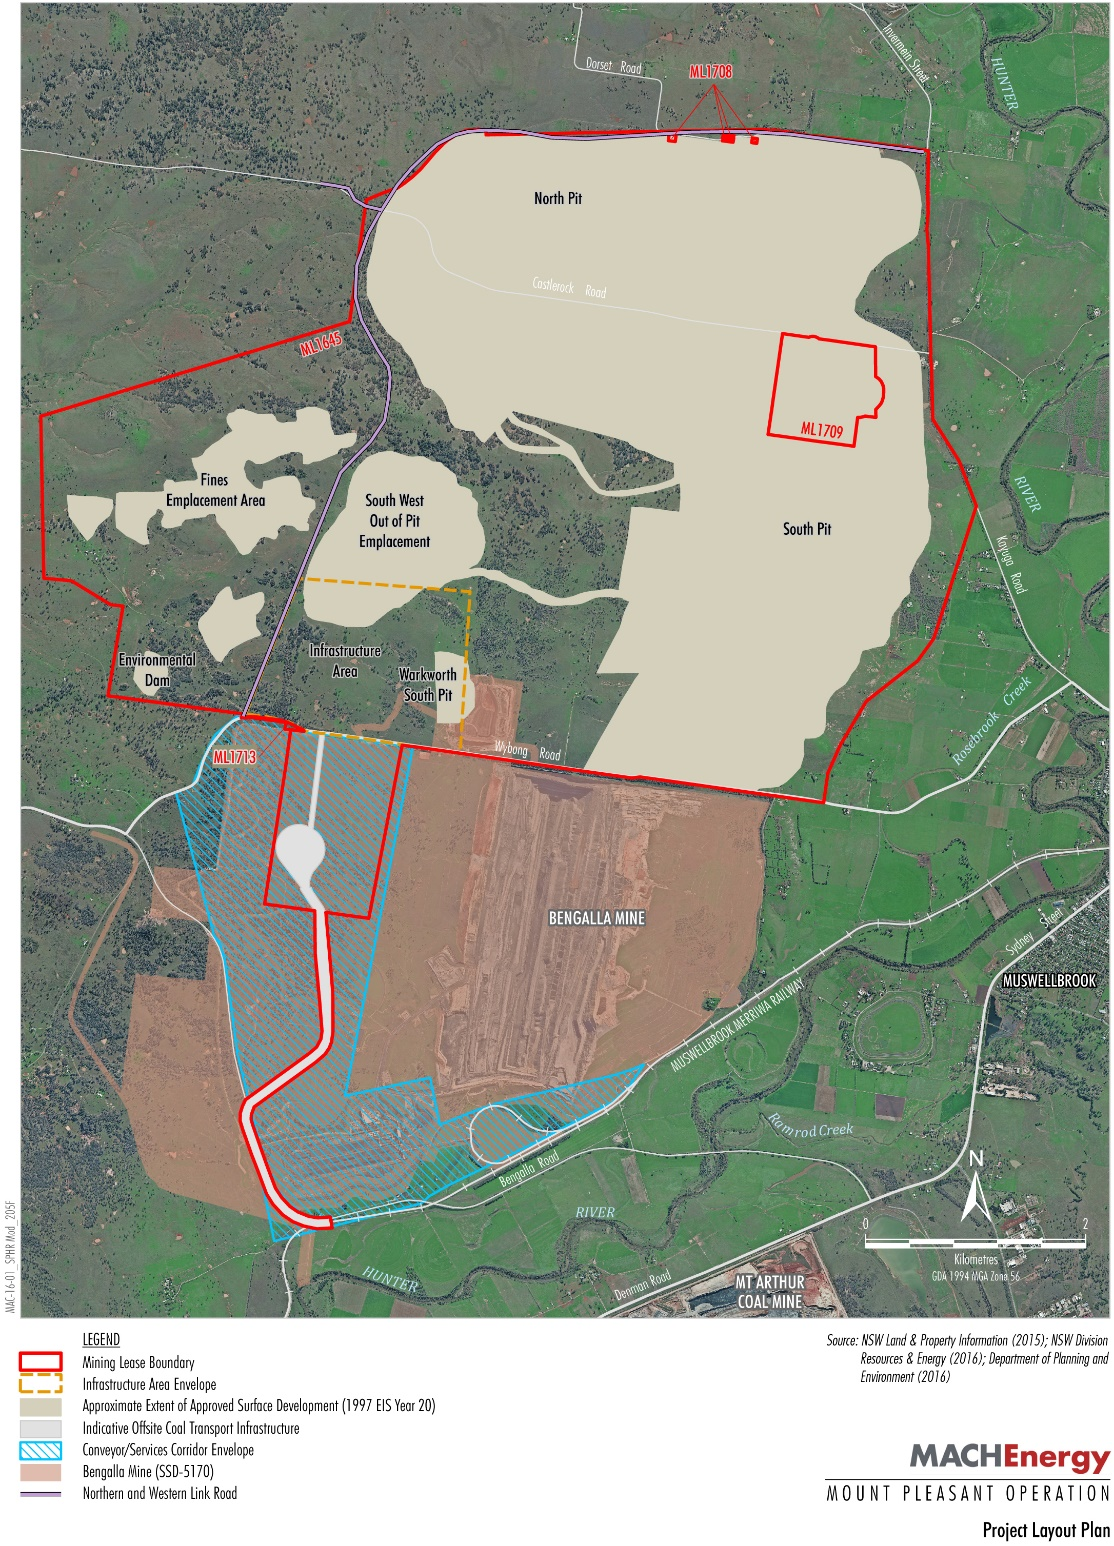 Invermein Street
HUNTER
Dorset Road
ML1708
North Pit
Castlerock Road
ML1645
ML1709
Fines
Emplacement Area
South West
Out of Pit
Emplacement
South Pit
RIVER
Kayuga Road
Infrastructure
Area
Environmental
Dam
Warkworth
South Pit
Rosebrook Creek
Wybong Road
ML1713
BENGALLA MINE
Sydney Street
MUSWELLBROOK
MUSWELLBROOK MERRIWA RAILWAY
Ramrod Creek
Bengalla Road
N
RIVER
0 2
Kilometres
GDA 1994 MGA Zone 56
HUNTER
Denman Road
MT ARTHUR
COAL MINE
MAC-16-01_SPHR Mod_205F
LEGEND
Mining Lease Boundary
Infrastructure Area Envelope
Approximate Extent of Approved Surface Development (1997 EIS Year 20)
Indicative Offsite Coal Transport Infrastructure
Conveyor/Services Corridor Envelope
Bengalla Mine (SSD-5170)
Northern and Western Link Road
Source: NSW Land & Property Information (2015); NSW Division
Resources & Energy (2016); Department of Planning and
Environment (2016)
MACHEnergy
MOUNT PLEASANT OPERATION
Project Layout Plan